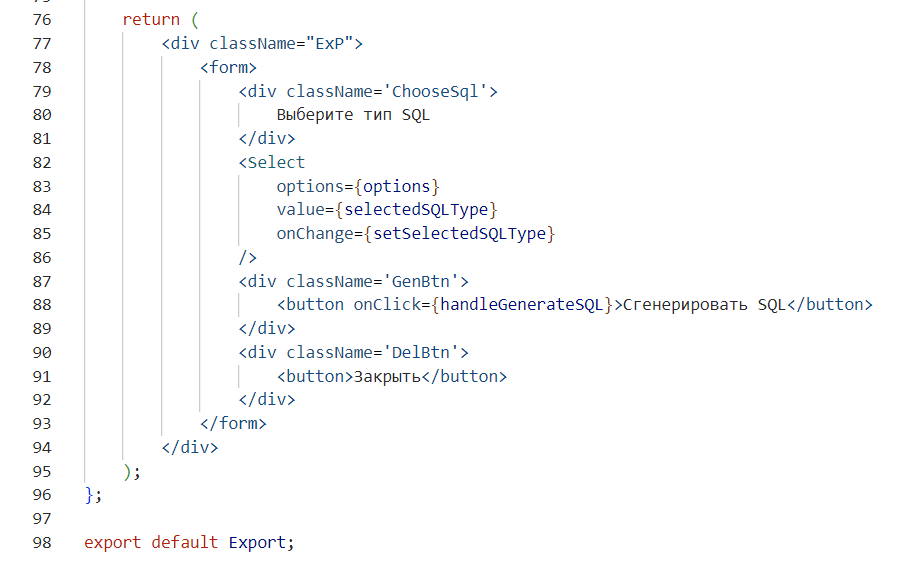 76 return (
77 <div className="ExP">
78 <form>
79 <div className='ChooseSql'>
80 Выберите тип SQL
81 </div>
82 <Select
83 options={options}
84 value={selectedSQLType}
85 onChange={setSelectedSQLType}
86 />
87 <div className='GenBtn'>
88 <button onClick={handleGenerateSQL}>Сгенерировать SQL</button>
89 </div>
90 <div className='DelBtn'>
91 <button>Закрыть</button>
92 </div>
93 </form>
94 </div>
95 );
96 };
97
98 export default Export;